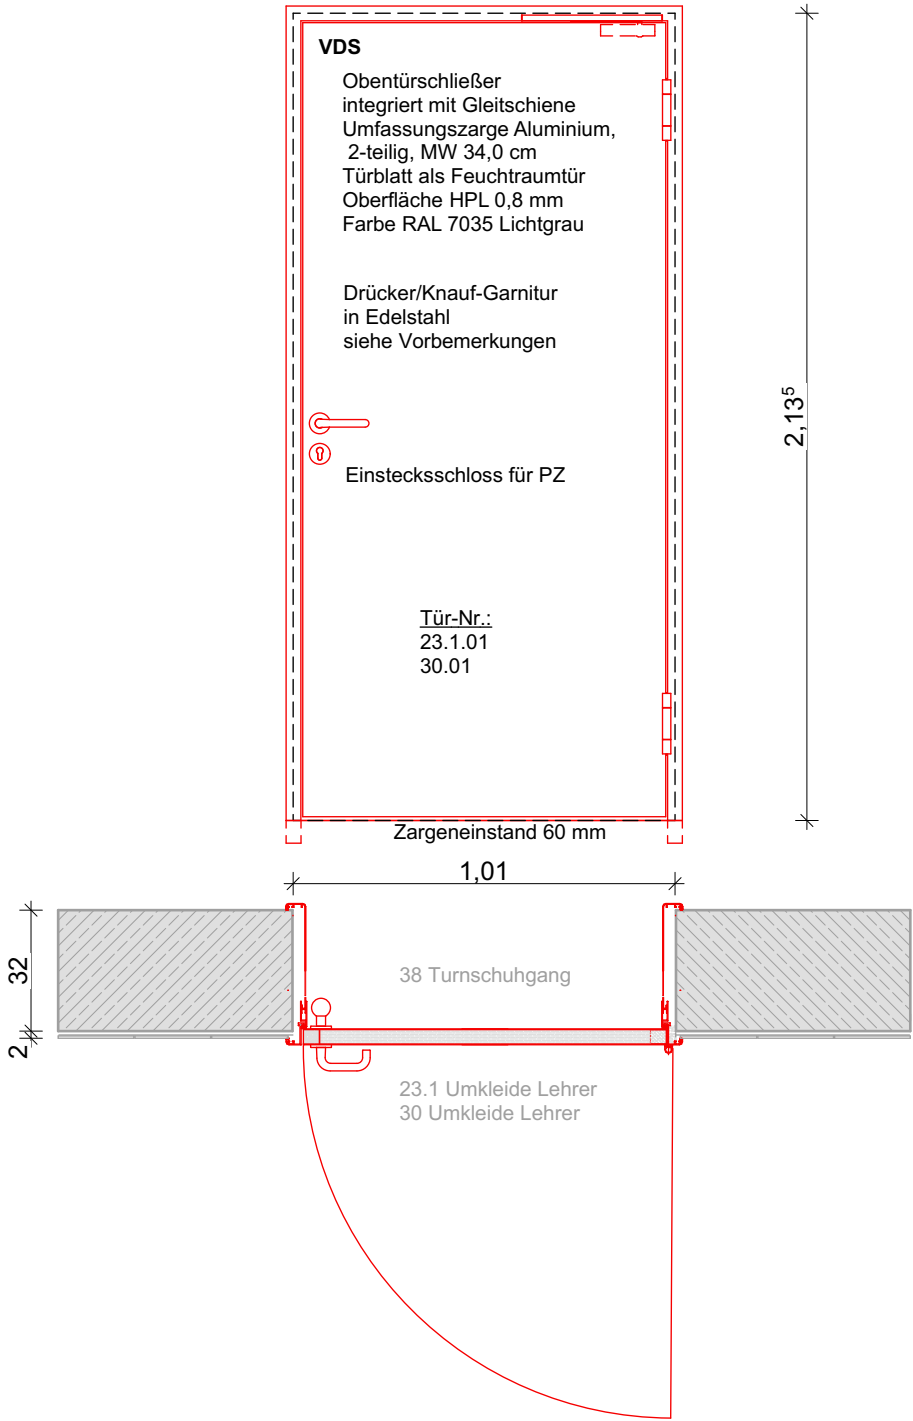 VDS
Obentürschließer
integriert mit Gleitschiene
Umfassungszarge Aluminium,
2-teilig, MW 34,0 cm
Türblatt als Feuchtraumtür
Oberfläche HPL 0,8 mm
Farbe RAL 7035 Lichtgrau
Drücker/Knauf-Garnitur
in Edelstahl
siehe Vorbemerkungen
2,13⁵
Einstecksschloss für PZ
Tür-Nr.:
23.1.01
30.01
Zargeneinstand 60 mm
1,01
32
38 Turnschuhgang
2
23.1 Umkleide Lehrer
30 Umkleide Lehrer